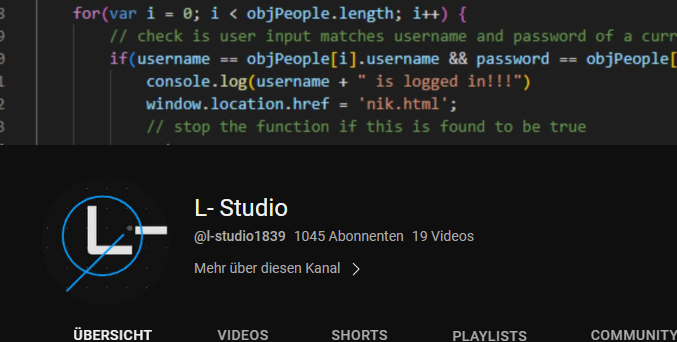 for(var i = 0; i < objPeople.length; i++) {
// check is user input matches username and password of a curr
if(username == objPeople[i].username && password == objPeople[
console.log(username + " is logged in!!!")
window.location.href = 'nik.html';
// stop the function if this is found to be true
L-
L- Studio
@l-studio1839 1045 Abonnenten 19 Videos
Mehr über diesen Kanal >
ÜBERSICHT VIDEOS SHORTS PLAYLISTS COMMUNITY